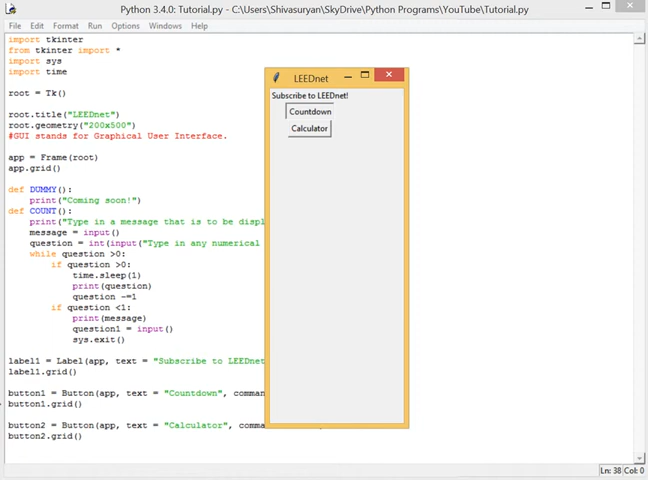 Python 3.4.0: Tutorial.py - C:\Users\Shivasuryan\SkyDrive\Python Programs\YouTube\Tutorial.py
File Edit Format Run Options Windows Help
import tkinter
from tkinter import *
import sys
import time
root = Tk()
root.title("LEEDnet")
root.geometry("200x500")
#GUI stands for Graphical User Interface.
app = Frame(root)
app.grid()
def DUMMY():
print("Coming soon!")
def COUNT():
print("Type in a message that is to be displ
message = input()
question = int(input("Type in any numerical
while question >0:
if question >0:
time.sleep(1)
print(question)
question -=1
if question <1:
print(message)
question1 = input()
sys.exit()
label1 = Label(app, text = "Subscribe to LEEDnet
label1.grid()
button1 = Button(app, text = "Countdown", comman
button1.grid()
button2 = Button(app, text = "Calculator", comma
button2.grid()
LEEDnet
Subscribe to LEEDnet!
Countdown
Calculator
Ln: 38 Col: 0